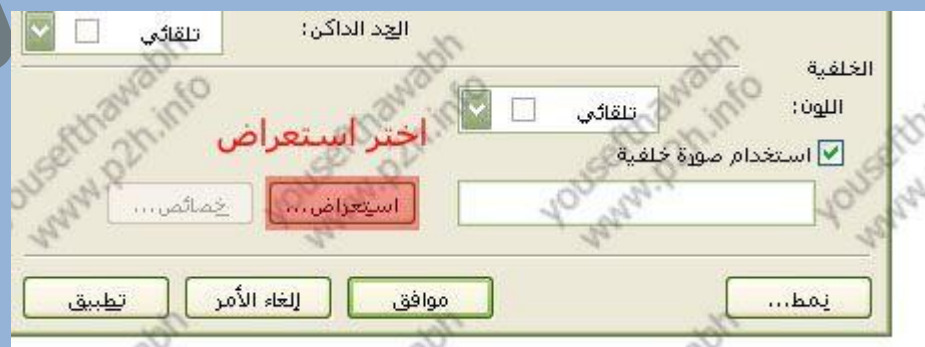 الحد الداكن: تلقائي
الخلفية
اللون: تلقائي
اختر استعراض
استخدام صورة خلفية
استعراض... خصائص...
نمط... موافق إلغاء الأمر تطبيق
yousefthawabh
www.p2h.info